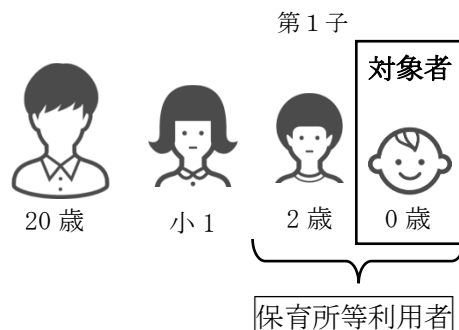 第１子
対象者
20 歳
小 1
2 歳
0 歳
保育所等利用者